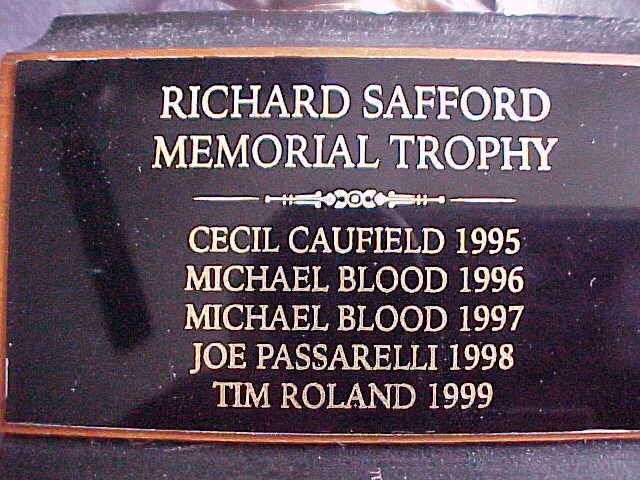 RICHARD SAFFORD
MEMORIAL TROPHY
CECIL CAUFIELD 1995
MICHAEL BLOOD 1996
MICHAEL BLOOD 1997
JOE PASSARELLI 1998
TIM ROLAND 1999